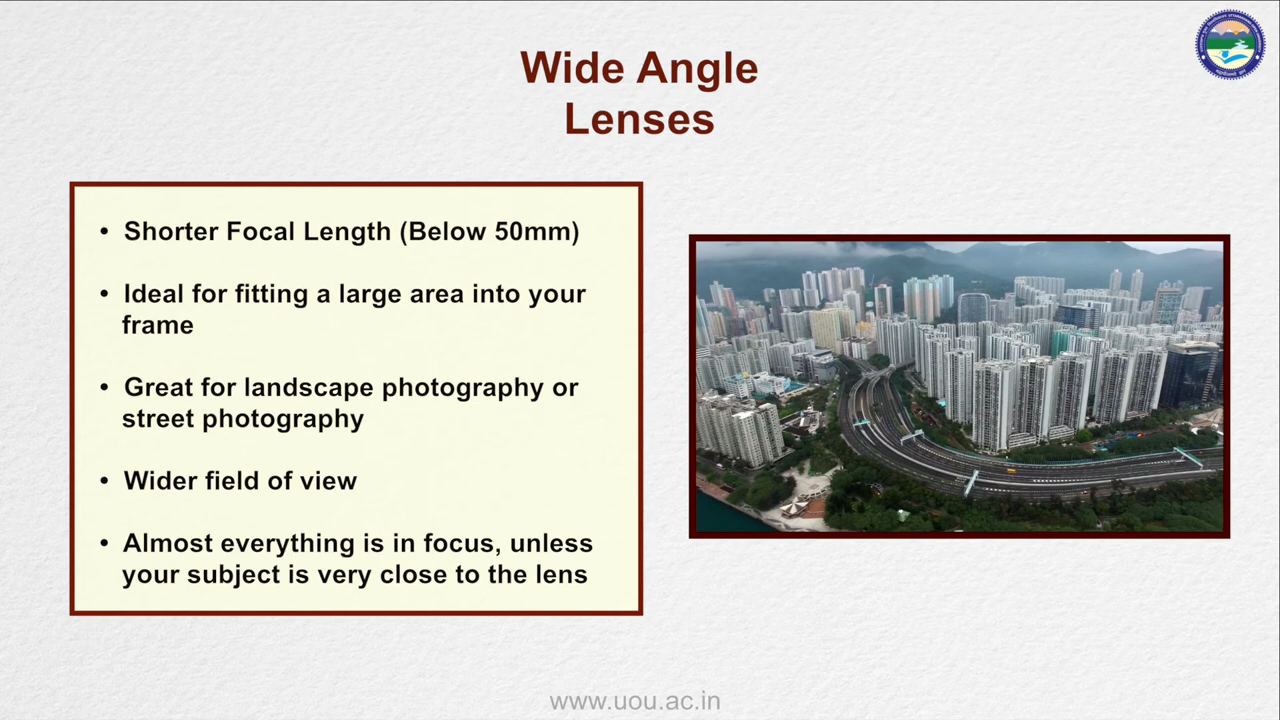 Wide Angle
Lenses
• Shorter Focal Length (Below 50mm)
• Ideal for fitting a large area into your
frame
• Great for landscape photography or
street photography
• Wider field of view
• Almost everything is in focus, unless
your subject is very close to the lens
www.uou.ac.in